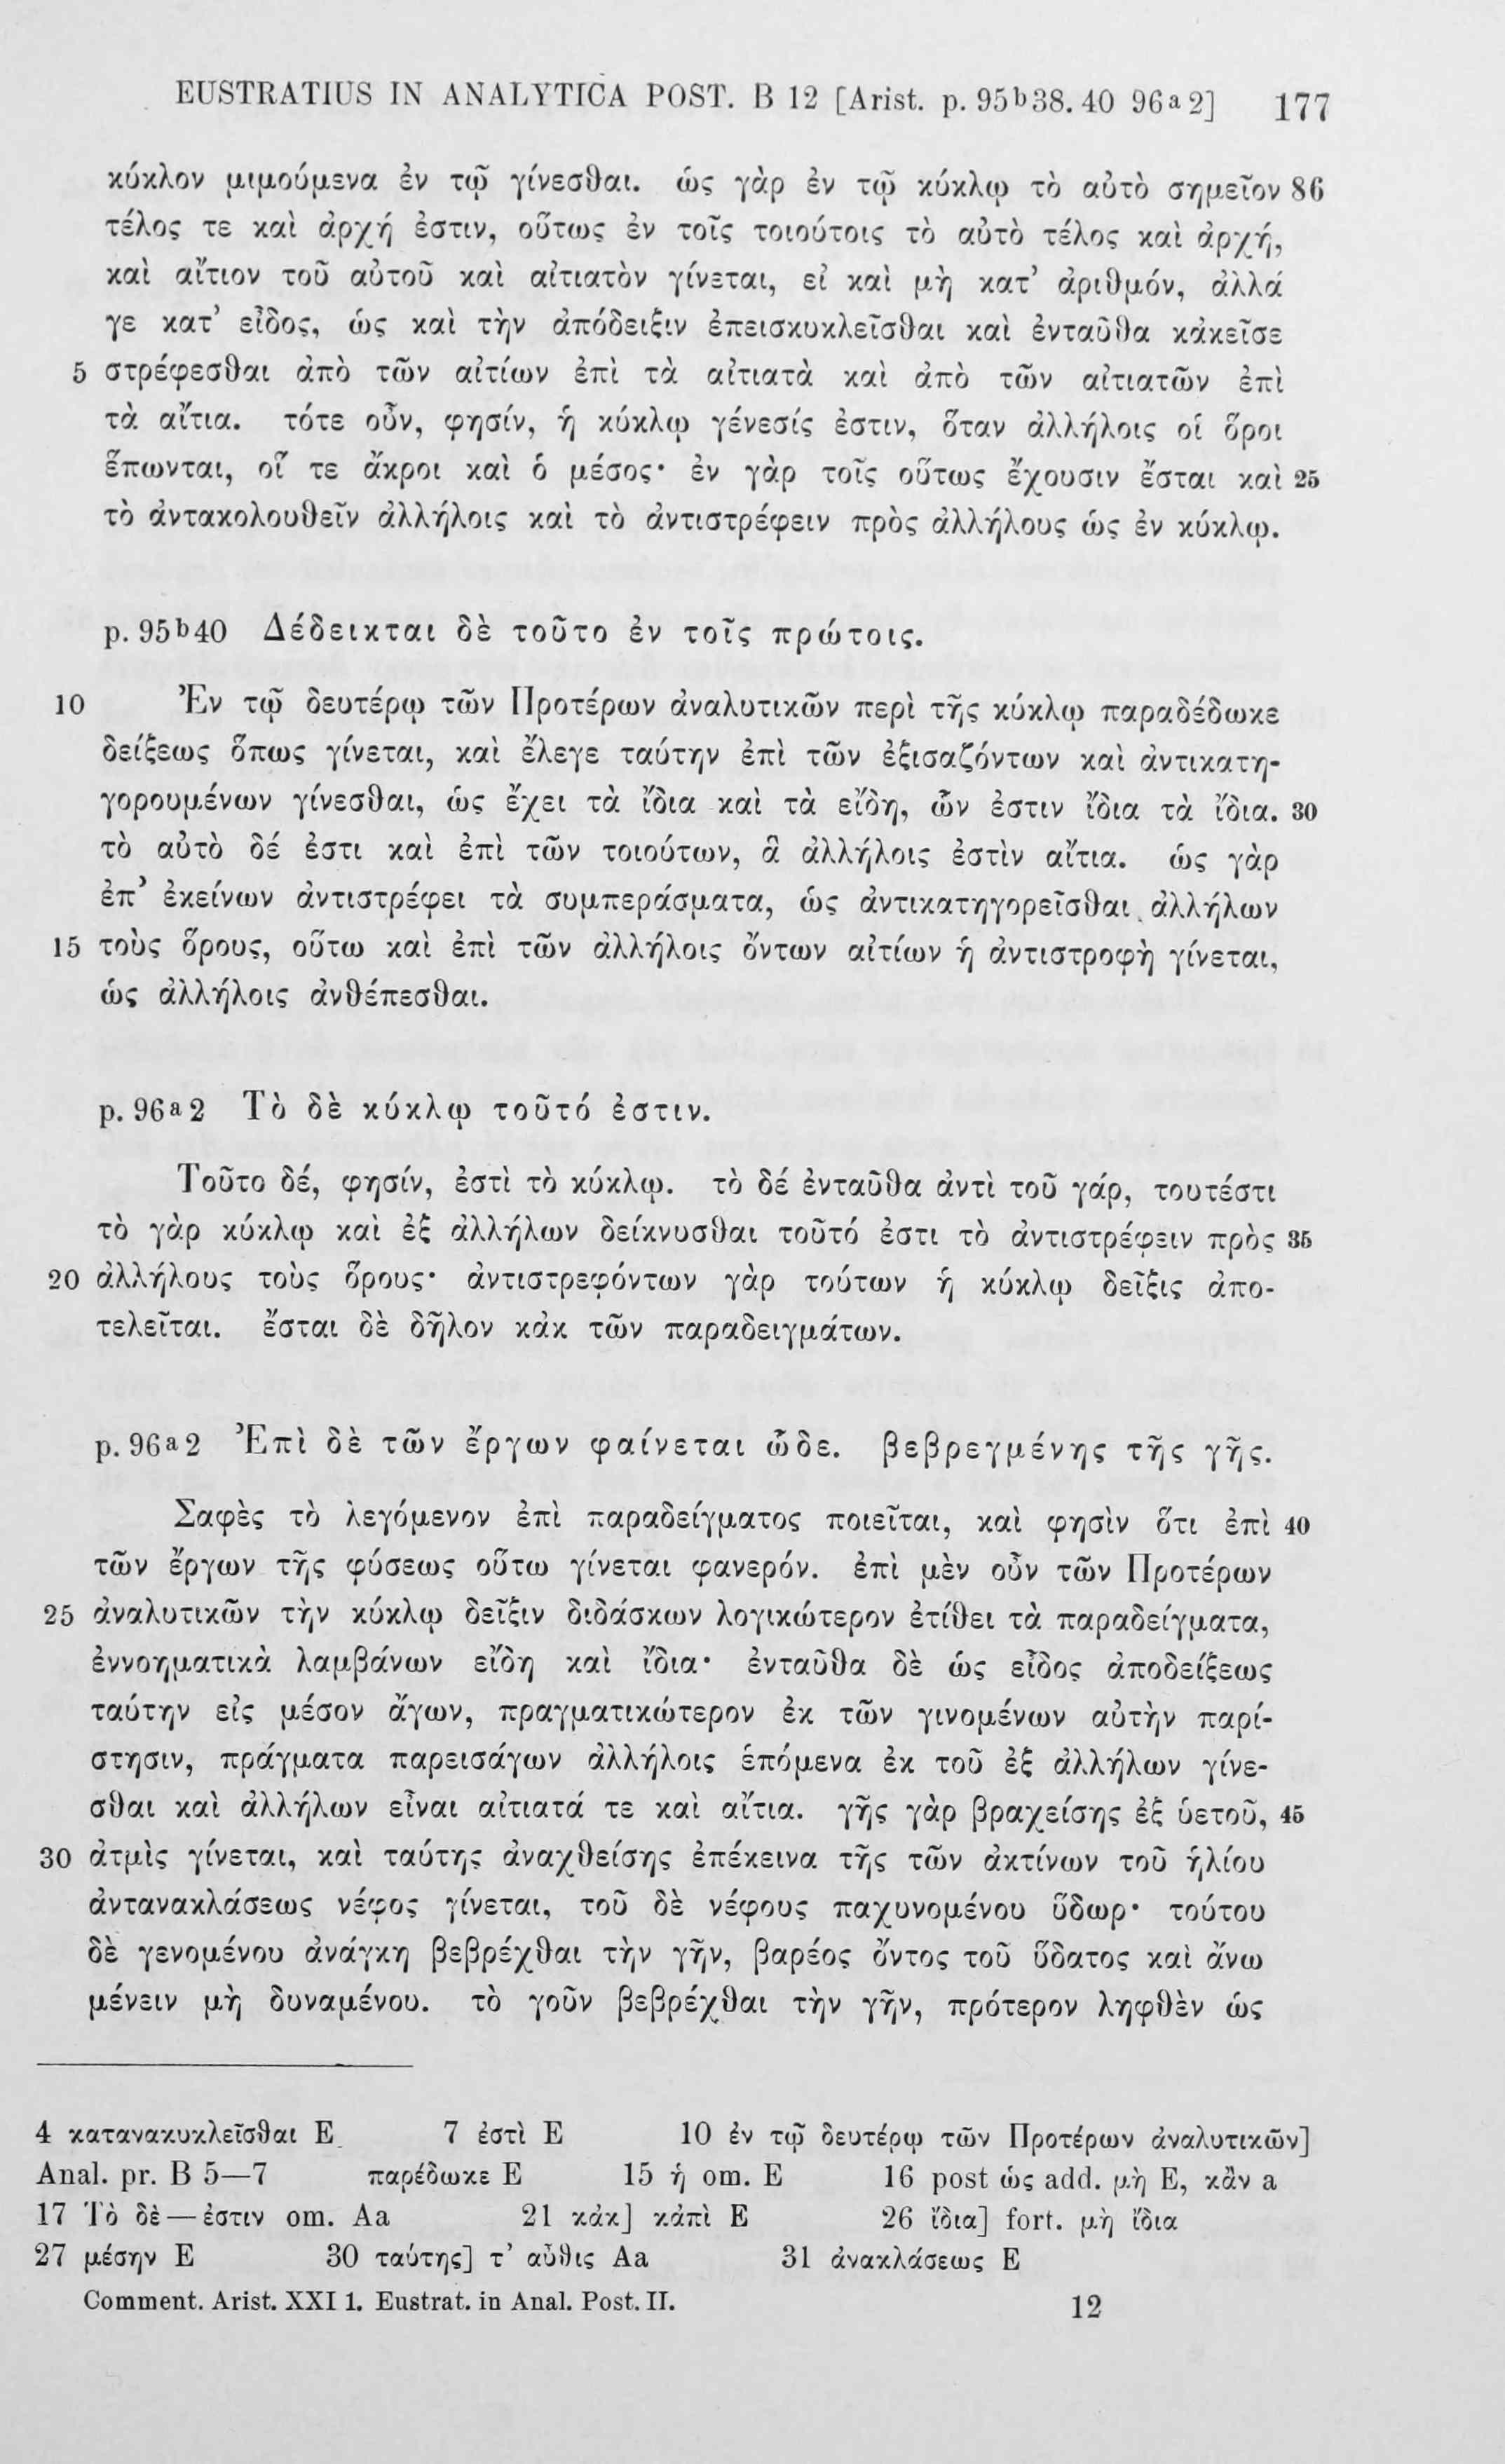 EUSTRATIUS IN ANALYTICA POST. B 12 [Arist. p. 95b38. 40 96a2] 177
κύκλον μιμούμενα ἐν τῷ γίνεσθαι. ὡς γὰρ ἐν τῷ κύκλῳ τὸ αὐτὸ σημεῖον 86
τέλος τε καὶ ἀρχή ἐστιν, οὕτως ἐν τοῖς τοιούτοις τὸ αὐτὸ τέλος καὶ ἀρχή,
καὶ αἴτιον τοῦ αὐτοῦ καὶ αἰτιατὸν γίνεται, εἰ καὶ μὴ κατ’ ἀριθμόν, ἀλλά
γε κατ’ εἶδος, ὡς καὶ τὴν ἀπόδειξιν ἐπεισκυκλεῖσθαι καὶ ἐνταῦθα κἀκεῖσε
5 στρέφεσθαι ἀπὸ τῶν αἰτίων ἐπὶ τὰ αἰτιατὰ καὶ ἀπὸ τῶν αἰτιατῶν ἐπὶ
τὰ αἴτια. τότε οὖν, φησίν, ἡ κύκλῳ γένεσίς ἐστιν, ὅταν ἀλλήλοις οἱ ὅροι
ἕπωνται, οἵ τε ἄκροι καὶ ὁ μέσος· ἐν γὰρ τοῖς οὕτως ἔχουσιν ἔσται καὶ 25
τὸ ἀντακολουθεῖν ἀλλήλοις καὶ τὸ ἀντιστρέφειν πρὸς ἀλλήλους ὡς ἐν κύκλῳ.
p. 95b40 Δέδεικται δὲ τοῦτο ἐν τοῖς πρώτοις.
10 Ἐν τῷ δευτέρῳ τῶν Προτέρων ἀναλυτικῶν περὶ τῆς κύκλῳ παραδέδωκε
δείξεως ὅπως γίνεται, καὶ ἔλεγε ταύτην ἐπὶ τῶν ἐξισαζόντων καὶ ἀντικατη-
γορουμένων γίνεσθαι, ὡς ἔχει τὰ ἴδια καὶ τὰ εἴδη, ὧν ἐστιν ἴδια τὰ ἴδια. 30
τὸ αὐτὸ δέ ἐστι καὶ ἐπὶ τῶν τοιούτων, ἃ ἀλλήλοις ἐστὶν αἴτια. ὡς γὰρ
ἐπ’ ἐκείνων ἀντιστρέφει τὰ συμπεράσματα, ὡς ἀντικατηγορεῖσθαι ἀλλήλων
15 τοὺς ὅρους, οὕτω καὶ ἐπὶ τῶν ἀλλήλοις ὄντων αἰτίων ἡ ἀντιστροφὴ γίνεται,
ὡς ἀλλήλοις ἀνθέπεσθαι.
p. 96a2 Τὸ δὲ κύκλῳ τοῦτό ἐστιν.
Τοῦτο δέ, φησίν, ἐστὶ τὸ κύκλῳ. τὸ δέ ἐνταῦθα ἀντὶ τοῦ γάρ, τουτέστι
τὸ γὰρ κύκλῳ καὶ ἐξ ἀλλήλων δείκνυσθαι τοῦτό ἐστι τὸ ἀντιστρέφειν πρὸς 35
20 ἀλλήλους τοὺς ὅρους· ἀντιστρεφόντων γὰρ τούτων ἡ κύκλῳ δεῖξις ἀπο-
τελεῖται. ἔσται δὲ δῆλον κἀκ τῶν παραδειγμάτων.
p. 96a2 Ἐπὶ δὲ τῶν ἔργων φαίνεται ὧδε. βεβρεγμένης τῆς γῆς.
Σαφὲς τὸ λεγόμενον ἐπὶ παραδείγματος ποιεῖται, καὶ φησὶν ὅτι ἐπὶ 40
τῶν ἔργων τῆς φύσεως οὕτω γίνεται φανερόν. ἐπὶ μὲν οὖν τῶν Προτέρων
25 ἀναλυτικῶν τὴν κύκλῳ δεῖξιν διδάσκων λογικώτερον ἐτίθει τὰ παραδείγματα,
ἐννοηματικὰ λαμβάνων εἴδη καὶ ἴδια· ἐνταῦθα δὲ ὡς εἶδος ἀποδείξεως
ταύτην εἰς μέσον ἄγων, πραγματικώτερον ἐκ τῶν γινομένων αὐτὴν παρί-
στησιν, πράγματα παρεισάγων ἀλλήλοις ἑπόμενα ἐκ τοῦ ἐξ ἀλλήλων γίνε-
σθαι καὶ ἀλλήλων εἶναι αἰτιατά τε καὶ αἴτια. γῆς γὰρ βραχείσης ἐξ ὑετοῦ, 45
30 ἀτμὶς γίνεται, καὶ ταύτης ἀναχθείσης ἐπέκεινα τῆς τῶν ἀκτίνων τοῦ ἡλίου
ἀντανακλάσεως νέφος γίνεται, τοῦ δὲ νέφους παχυνομένου ὕδωρ· τούτου
δὲ γενομένου ἀνάγκη βεβρέχθαι τὴν γῆν, βαρέος ὄντος τοῦ ὕδατος καὶ ἄνω
μένειν μὴ δυναμένου. τὸ γοῦν βεβρέχθαι τὴν γῆν, πρότερον ληφθὲν ὡς
4 κατανακυκλεῖσθαι E 7 ἐστὶ E 10 ἐν τῷ δευτέρῳ τῶν Προτέρων ἀναλυτικῶν]
Anal. pr. B 5—7 παρέδωκε E 15 ἡ om. E 16 post ὡς add. μὴ E, κἂν a
17 Τὸ δὲ — ἐστιν om. Aa 21 κἀκ] κἀπὶ E 26 ἴδια] fort. μὴ ἴδια
27 μέσην E 30 ταύτης] τ’ αὖθις Aa 31 ἀνακλάσεως E
Comment. Arist. XXI 1. Eustrat. in Anal. Post. II. 12